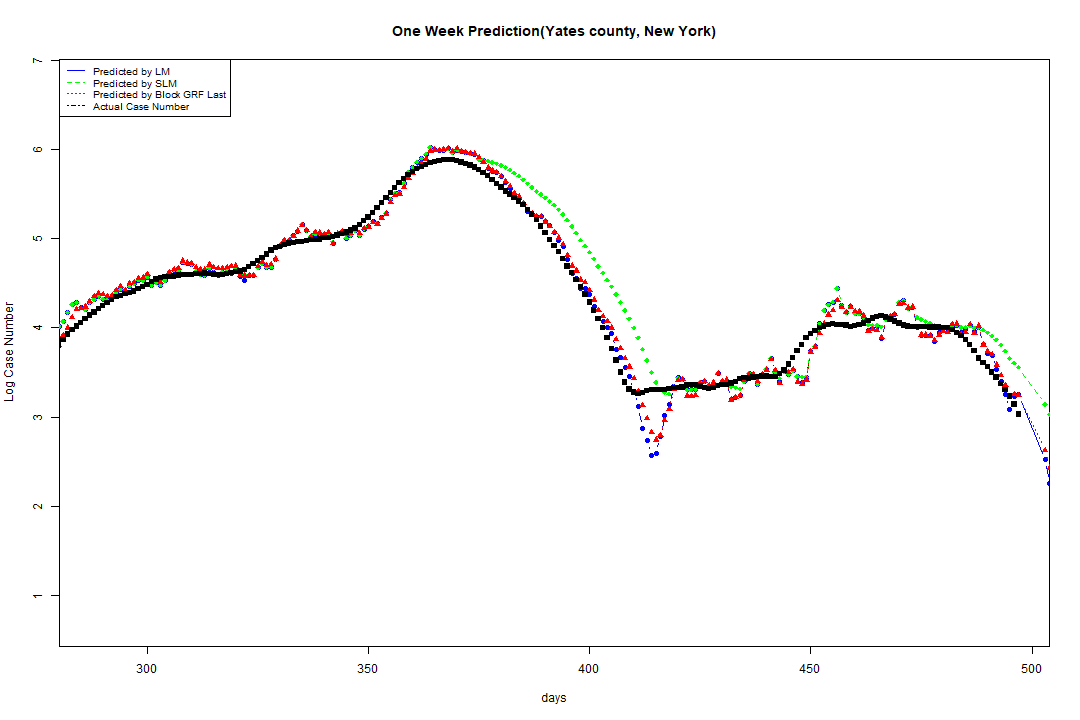 One Week Prediction(Yates county, New York)
Predicted by LM
Predicted by SLM
Predicted by Block GRF Last
Actual Case Number
Log Case Number
7
6
5
4
3
2
1
300 350 400 450 500
days